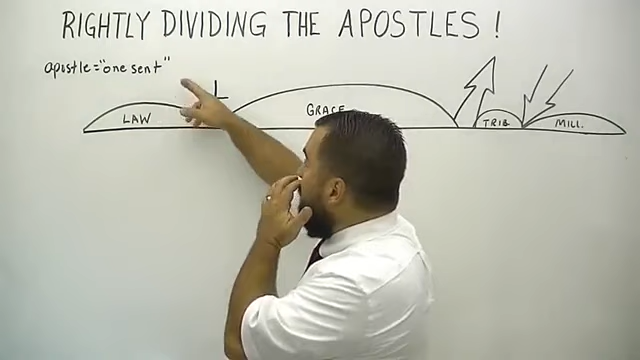 RIGHTLY DIVIDING THE APOSTLES!
apostle="one sent"
LAW
GRACE
TRIB
MILL.